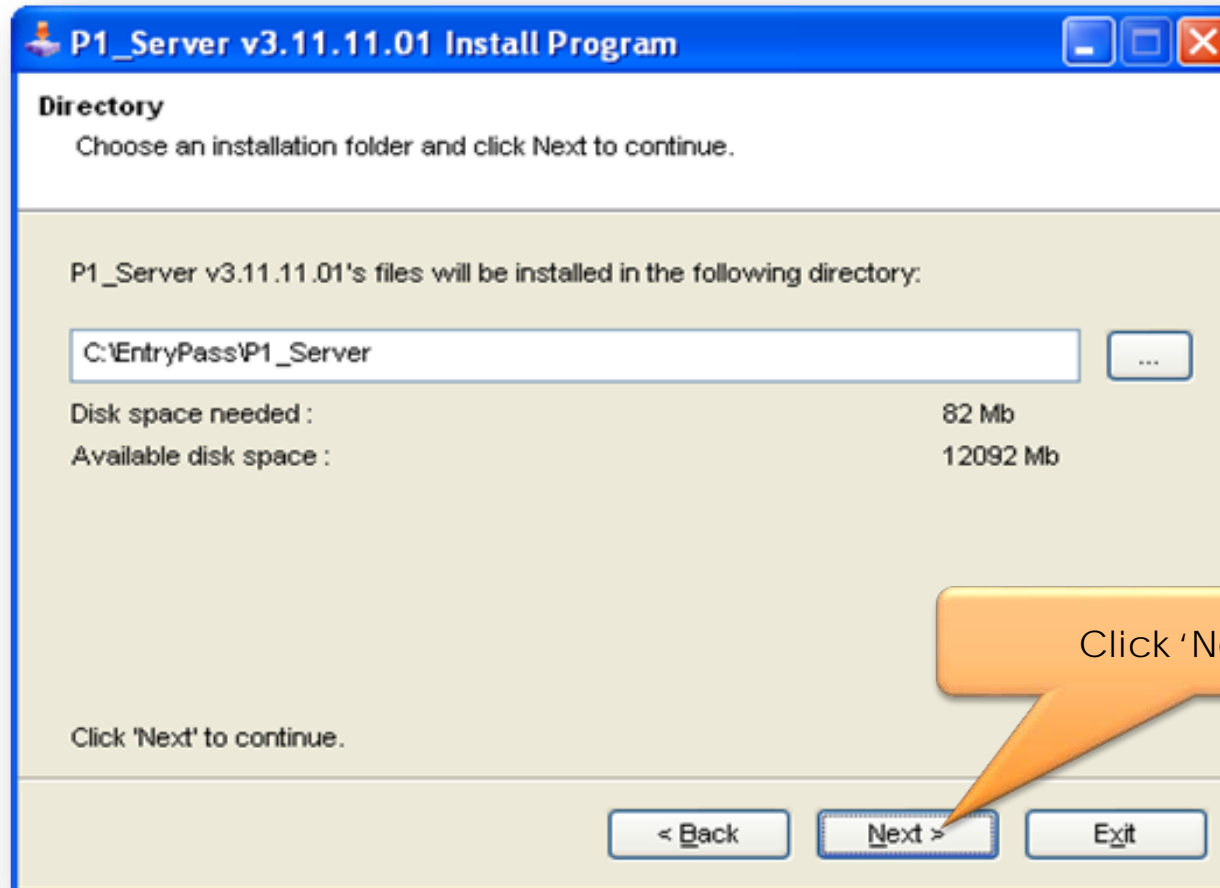 P1_Server v3.11.11.01 Install Program
Directory
Choose an installation folder and click Next to continue.
P1_Server v3.11.11.01's files will be installed in the following directory:
C:\EntryPass\P1_Server
...
Disk space needed : 82 Mb
Available disk space : 12092 Mb
Click
Click 'Next' to continue.
< Back Next > Exit